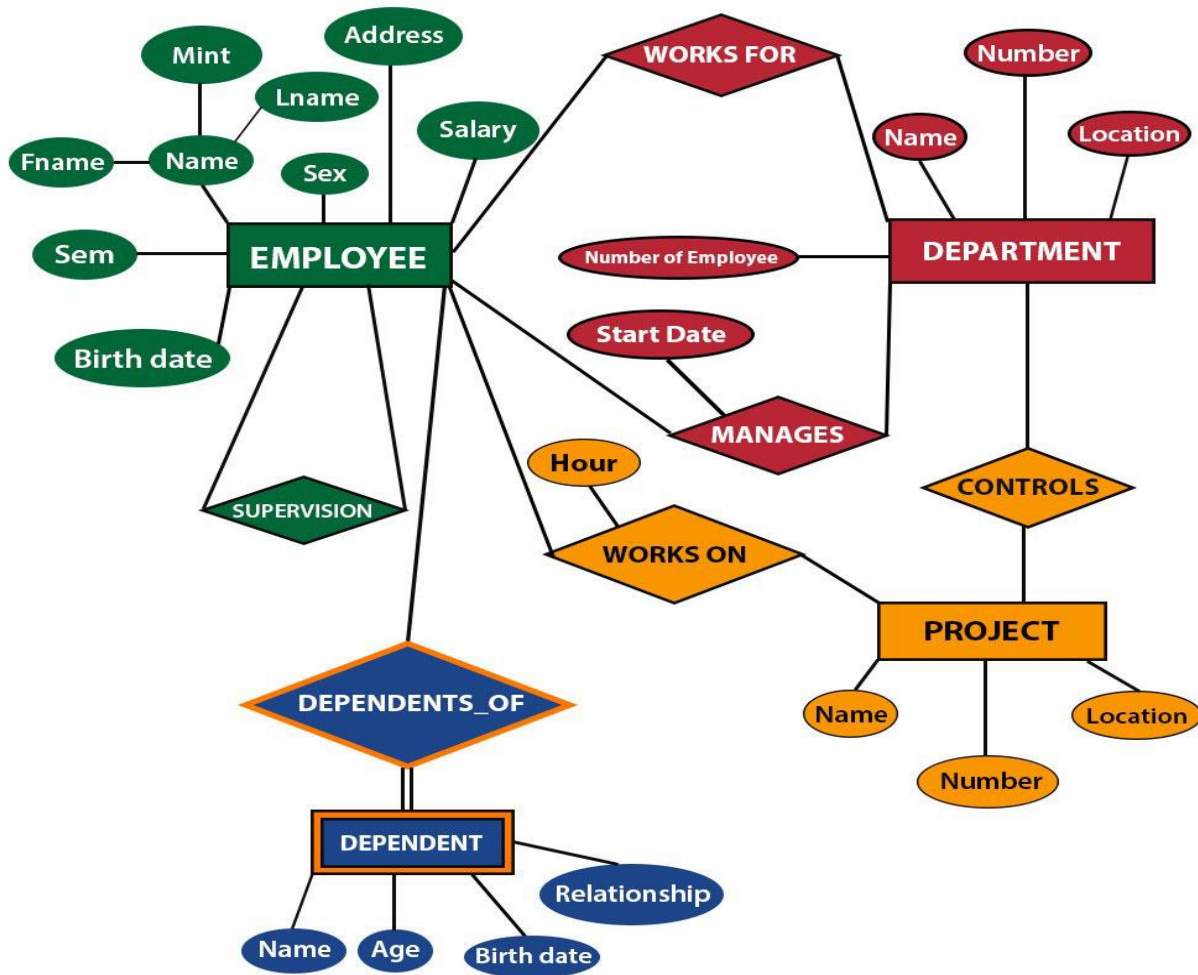 Address
Mint
WORKS FOR
Number
Lname
Salary
Name
Location
Fname
Name
Sex
Sem
EMPLOYEE
DEPARTMENT
Number of Employee
Start Date
Birth date
MANAGES
Hour
CONTROLS
SUPERVISION
WORKS ON
PROJECT
DEPENDENTS_OF
Name
Location
Number
DEPENDENT
Relationship
Name
Age
Birth date